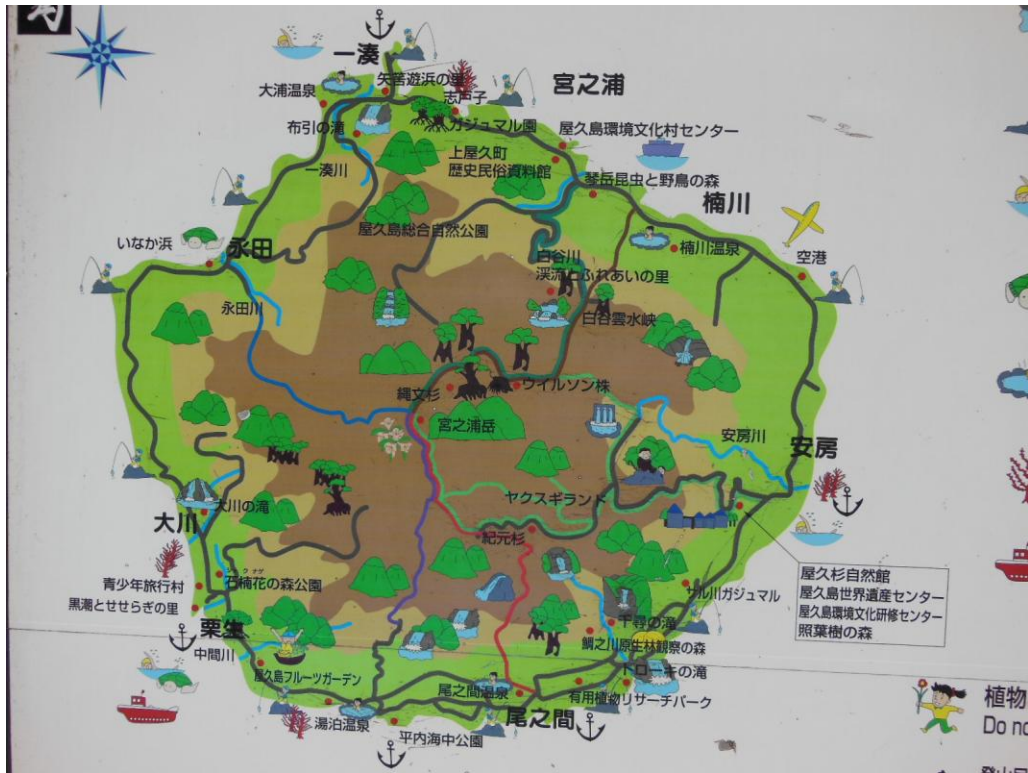 一湊
矢筈遊浜の里
大浦温泉
志戸子
宮之浦
布引の滝
ガジュマル園
屋久島環境文化村センター
上屋久町
歴史民俗資料館
一湊川
琴岳昆虫と野鳥の森
楠川
屋久島総合自然公園
いなか浜
永田
白谷川
渓流とふれあいの里
楠川温泉
空港
永田川
白谷雲水峡
縄文杉
ウイルソン株
宮之浦岳
安房川
安房
ヤクスギランド
大川の滝
大川
紀元杉
屋久杉自然館
屋久島世界遺産センター
屋久島環境文化研修センター
照葉樹の森
青少年旅行村
石楠花の森公園
黒潮とせせらぎの里
サル川ガジュマル
千尋の滝
栗生
中間川
鯛之川原生林観察の森
屋久島フルーツガーデン
トローキの滝
尾之間温泉
有用植物リサーチパーク
湯泊温泉
尾之間
平内海中公園
植物
Do no